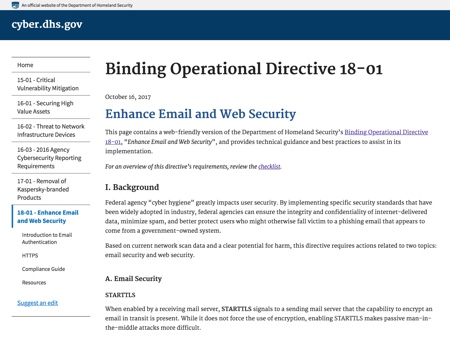 An official website of the Department of Homeland Security
cyber.dhs.gov
Home
15-01 - Critical
Vulnerability Mitigation
16-01 - Securing High
Value Assets
16-02 - Threat to Network
Infrastructure Devices
16-03 - 2016 Agency
Cybersecurity Reporting
Requirements
17-01 - Removal of
Kaspersky-branded
Products
18-01 - Enhance Email
and Web Security
Introduction to Email
Authentication
HTTPS
Compliance Guide
Resources
Suggest an edit
Binding Operational Directive 18-01
October 16, 2017
Enhance Email and Web Security
This page contains a web-friendly version of the Department of Homeland Security's Binding Operational Directive
18-01, "Enhance Email and Web Security", and provides technical guidance and best practices to assist in its
implementation.
For an overview of this directive's requirements, review the checklist.
I. Background
Federal agency "cyber hygiene" greatly impacts user security. By implementing specific security standards that have
been widely adopted in industry, federal agencies can ensure the integrity and confidentiality of internet-delivered
data, minimize spam, and better protect users who might otherwise fall victim to a phishing email that appears to
come from a government-owned system.
Based on current network scan data and a clear potential for harm, this directive requires actions related to two topics:
email security and web security.
A. Email Security
STARTTLS
When enabled by a receiving mail server, STARTTLS signals to a sending mail server that the capability to encrypt an
email in transit is present. While it does not force the use of encryption, enabling STARTTLS makes passive man-in-
the-middle attacks more difficult.